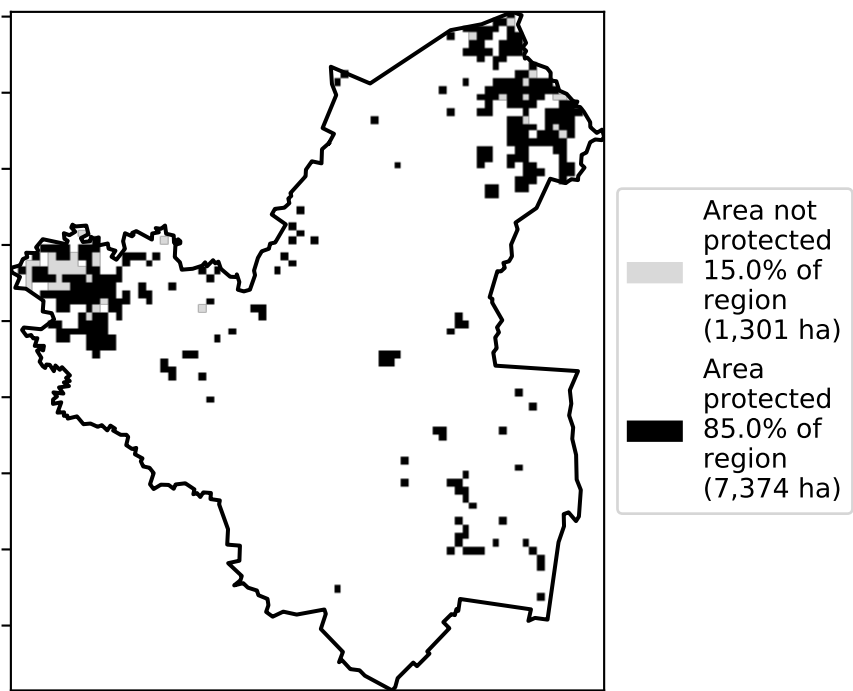 Area not
protected
15.0% of
region
(1,301 ha)
Area
protected
85.0% of
region
(7,374 ha)